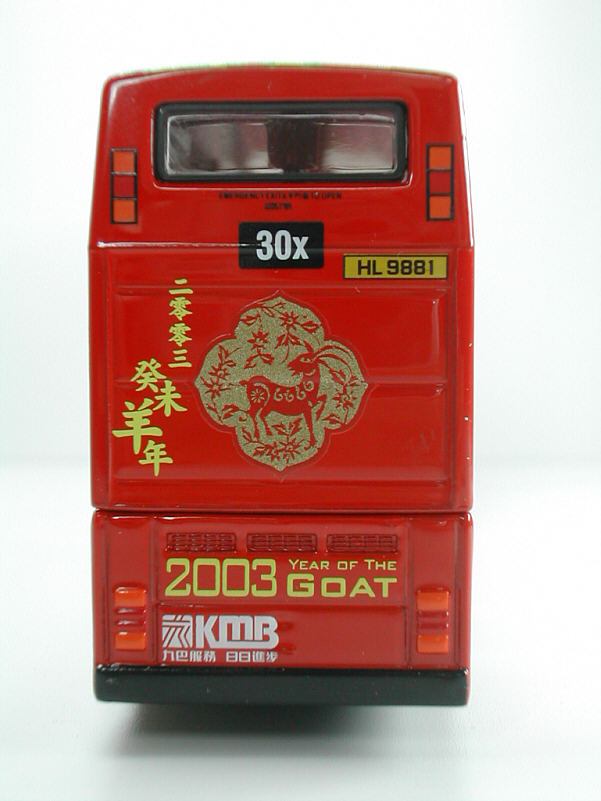 30x
HL 9881
二零零三
癸未
羊年
2003 YEAR OF THE GOAT
KMB
九巴服務 日日進步